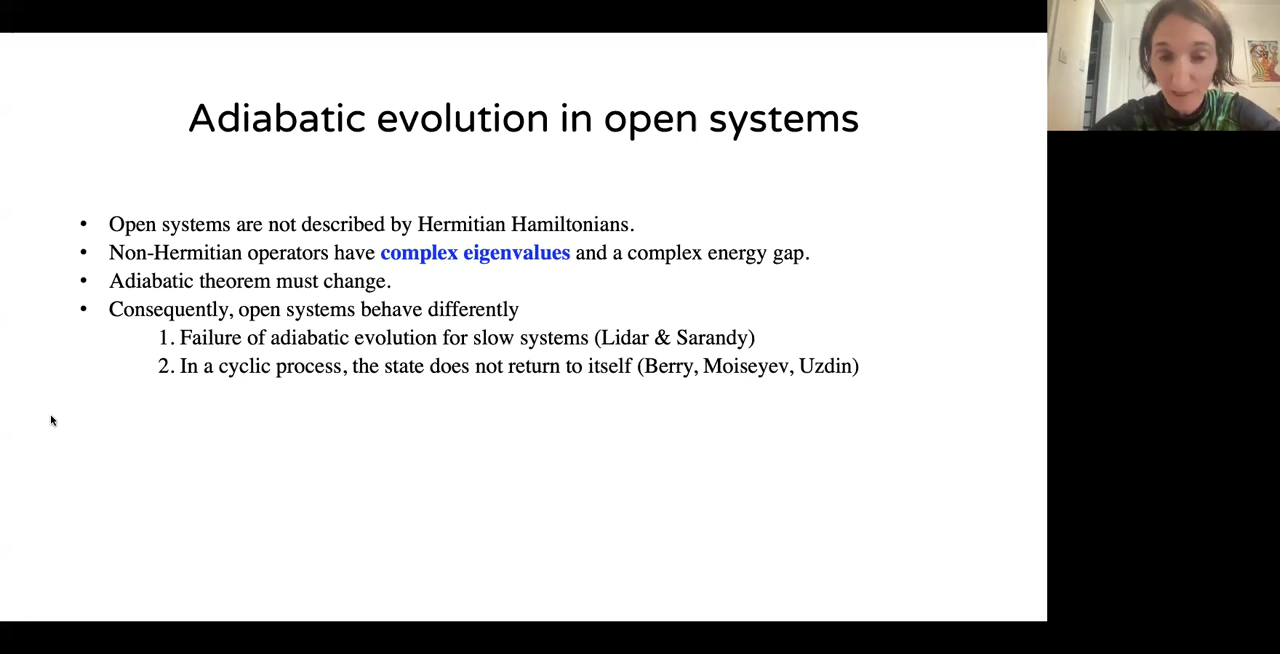 Adiabatic evolution in open systems
• Open systems are not described by Hermitian Hamiltonians.
• Non-Hermitian operators have complex eigenvalues and a complex energy gap.
• Adiabatic theorem must change.
• Consequently, open systems behave differently
1. Failure of adiabatic evolution for slow systems (Lidar & Sarandy)
2. In a cyclic process, the state does not return to itself (Berry, Moiseyev, Uzdin)